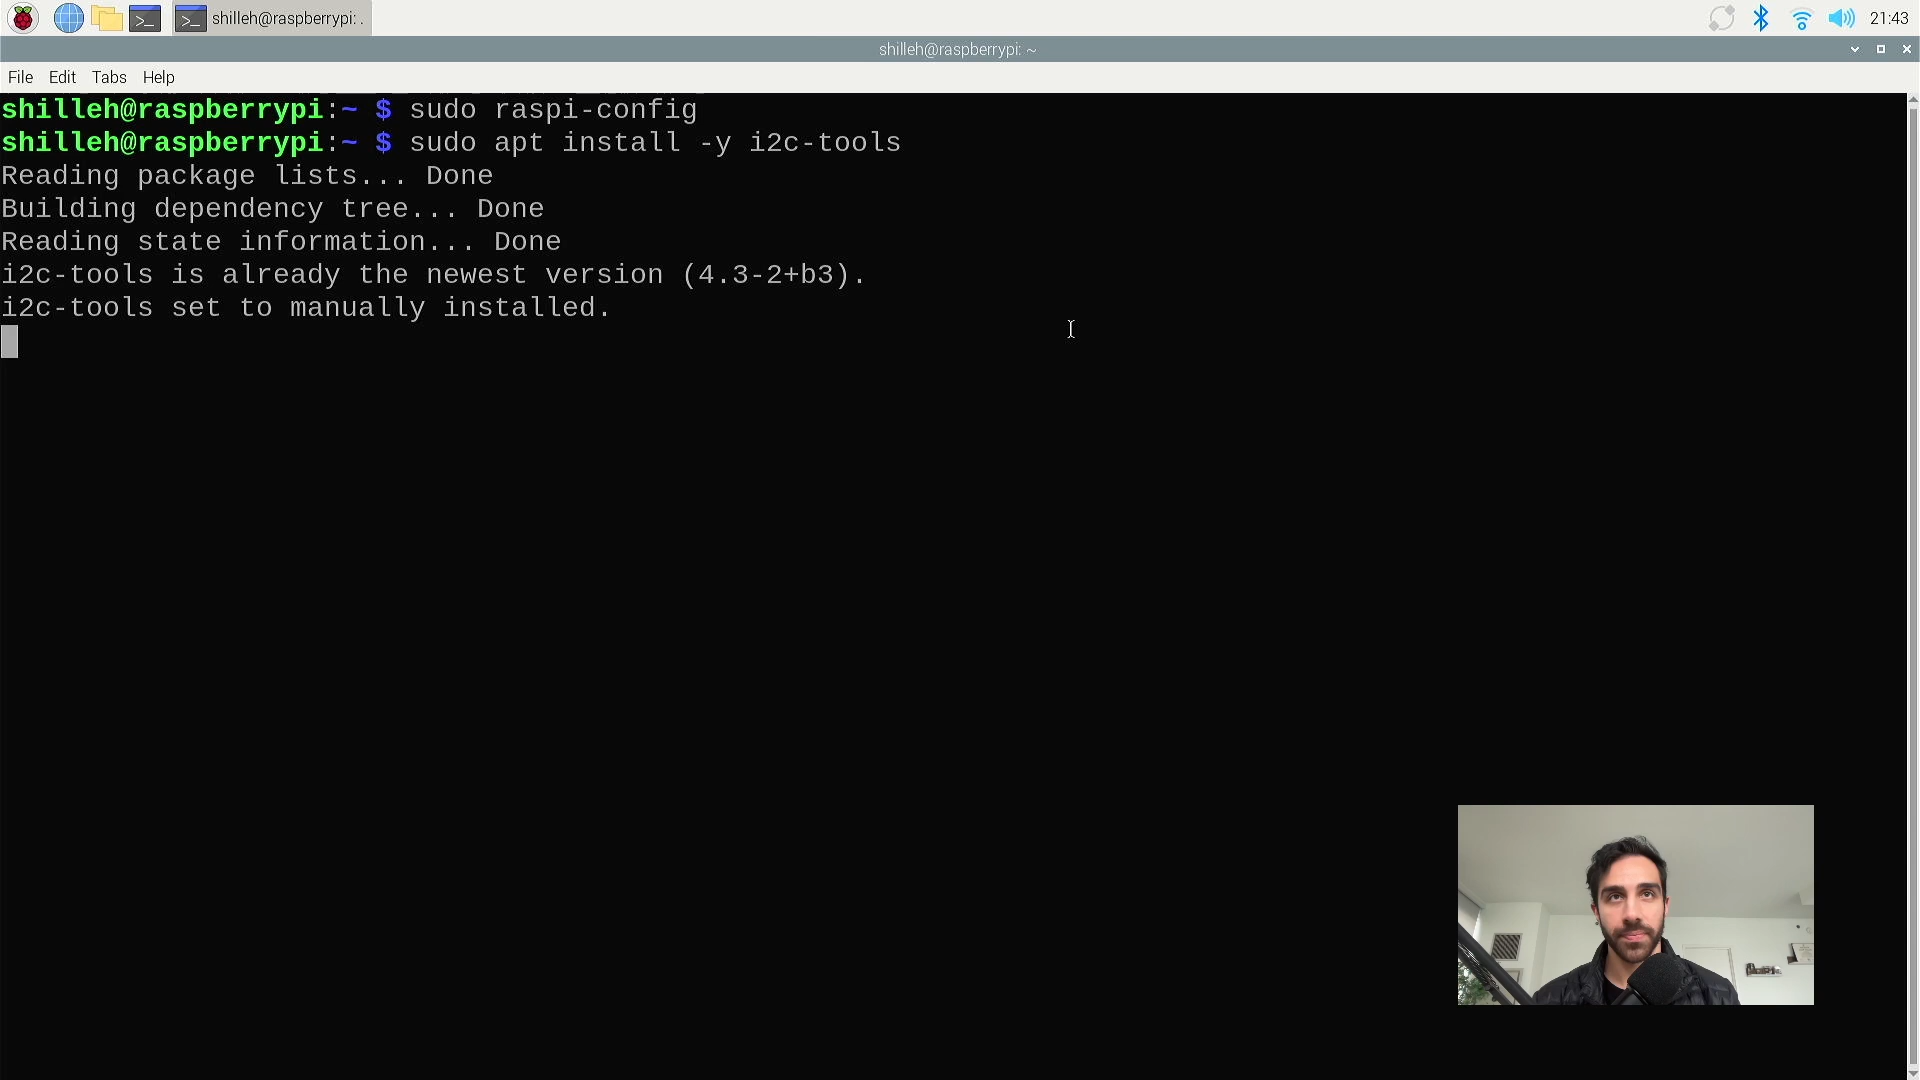 shilleh@raspberrypi: . 21:43
shilleh@raspberrypi: ~
File Edit Tabs Help
shilleh@raspberrypi:~ $ sudo raspi-config
shilleh@raspberrypi:~ $ sudo apt install -y i2c-tools
Reading package lists... Done
Building dependency tree... Done
Reading state information... Done
i2c-tools is already the newest version (4.3-2+b3).
i2c-tools set to manually installed.